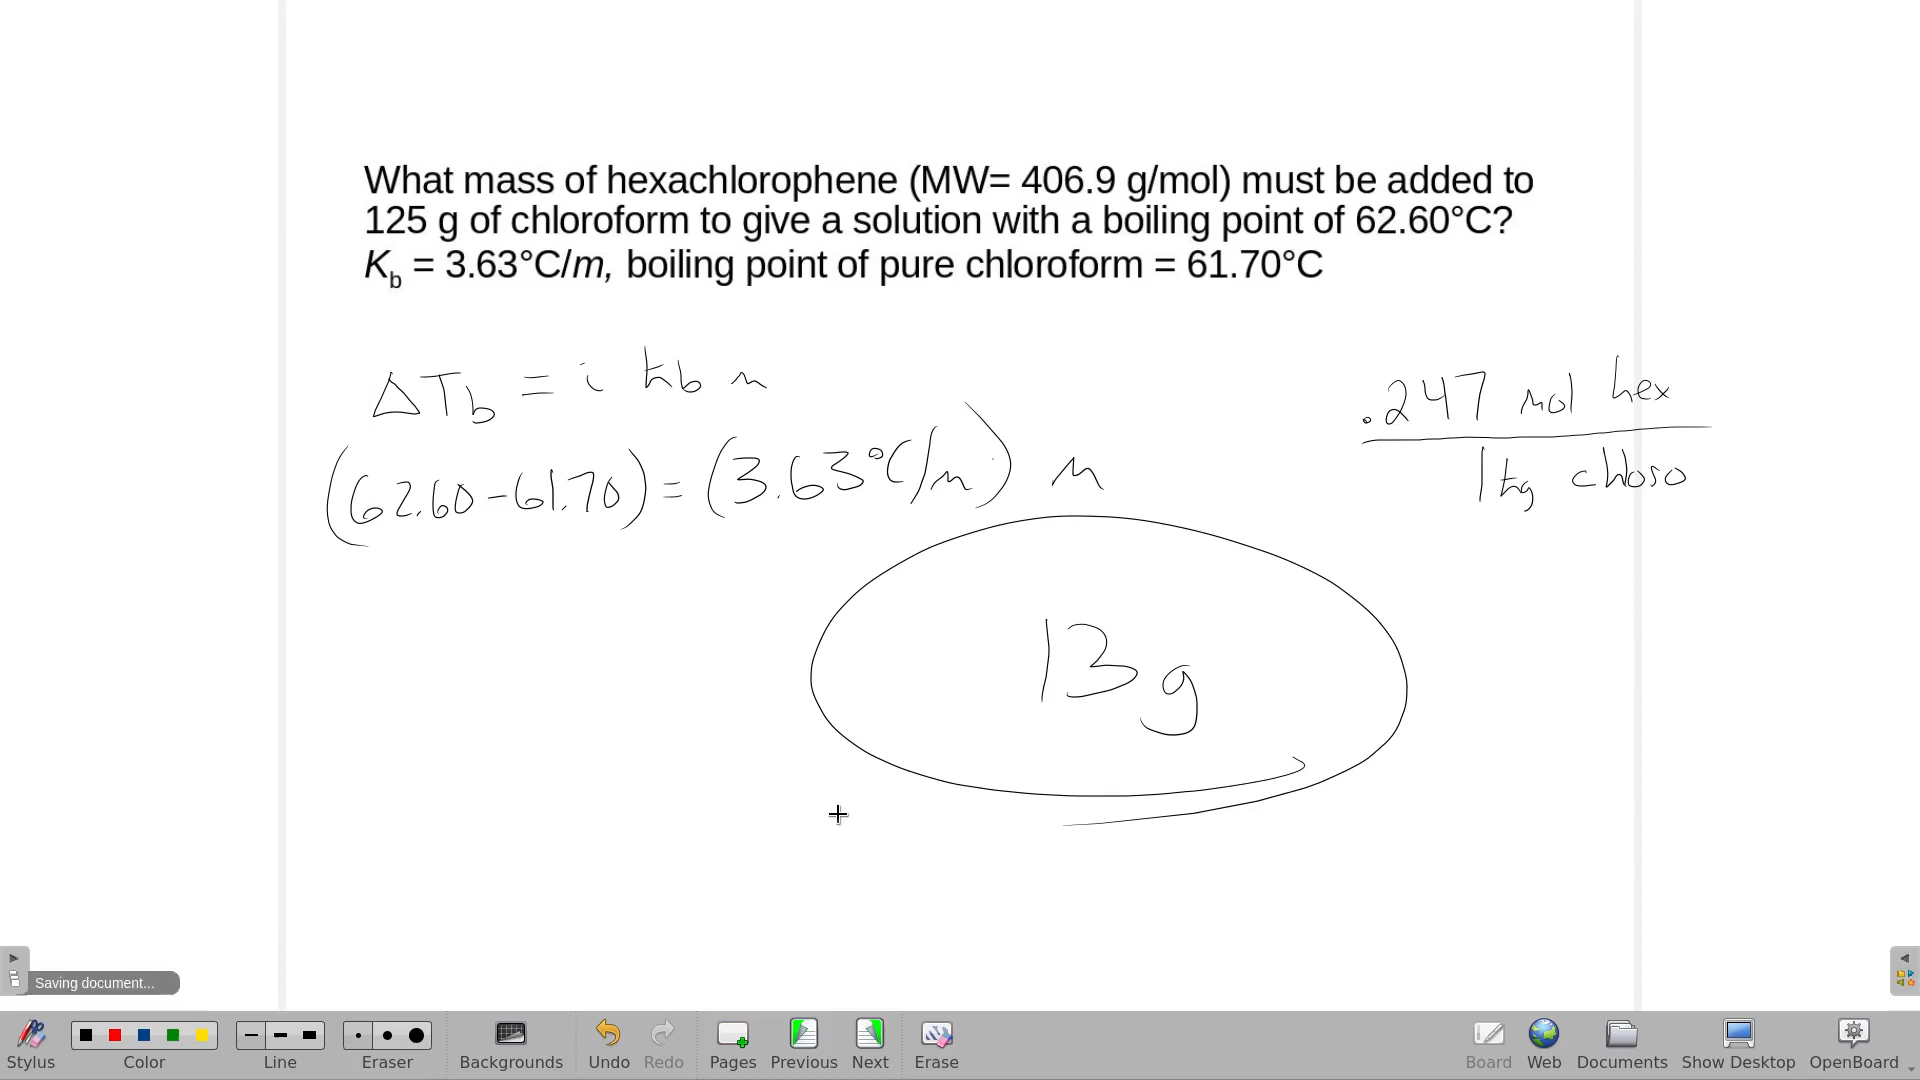 What mass of hexachlorophene (MW= 406.9 g/mol) must be added to
125 g of chloroform to give a solution with a boiling point of 62.60°C?
Kb = 3.63°C/m, boiling point of pure chloroform = 61.70°C
ΔTb = i kb m
(62.60-61.70) = (3.63°C/m) m
.247 mol hex
1 kg chloro
13 g
Saving document...
Stylus Color Line Eraser Backgrounds Undo Redo Pages Previous Next Erase Board Web Documents Show Desktop OpenBoard